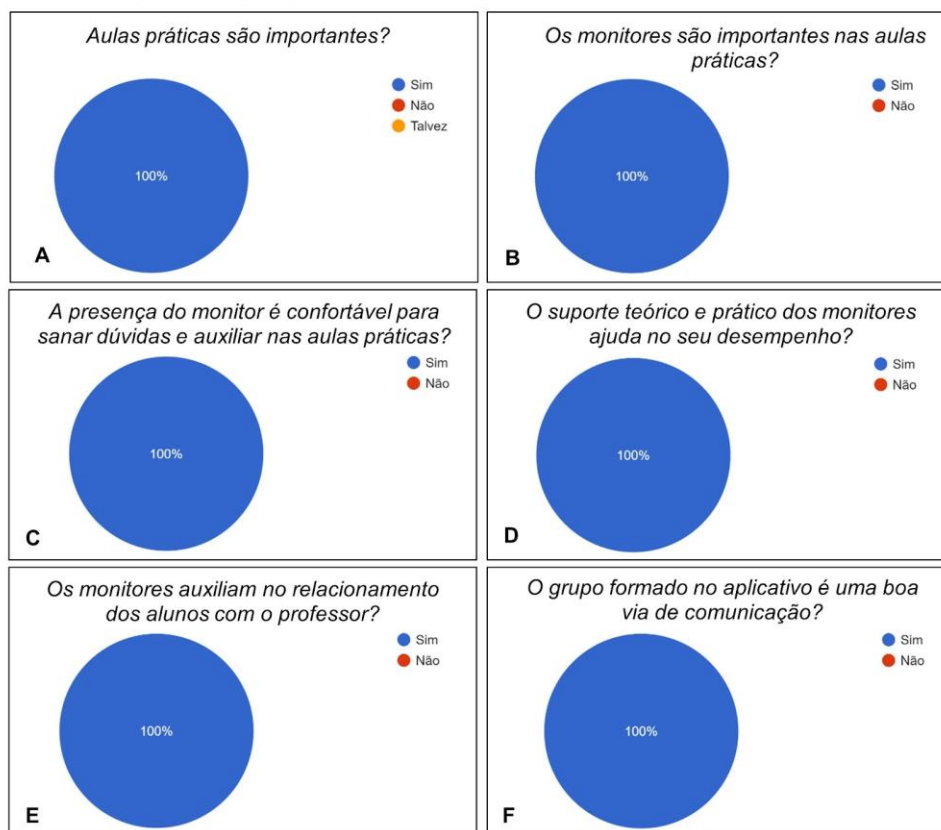 Aulas práticas são importantes?
Sim
Não
Talvez
100%
A
Os monitores são importantes nas aulas
práticas?
Sim
Não
100%
B
A presença do monitor é confortável para
sanar dúvidas e auxiliar nas aulas práticas?
Sim
Não
100%
C
O suporte teórico e prático dos monitores
ajuda no seu desempenho?
Sim
Não
100%
D
Os monitores auxiliam no relacionamento
dos alunos com o professor?
Sim
Não
100%
E
O grupo formado no aplicativo é uma boa
via de comunicação?
Sim
Não
100%
F